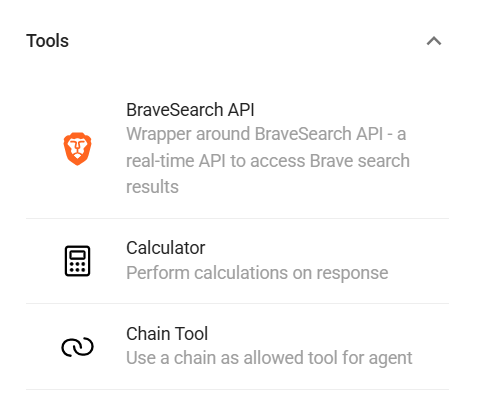 Tools
BraveSearch API
Wrapper around BraveSearch API - a
real-time API to access Brave search
results
Calculator
Perform calculations on response
Chain Tool
Use a chain as allowed tool for agent